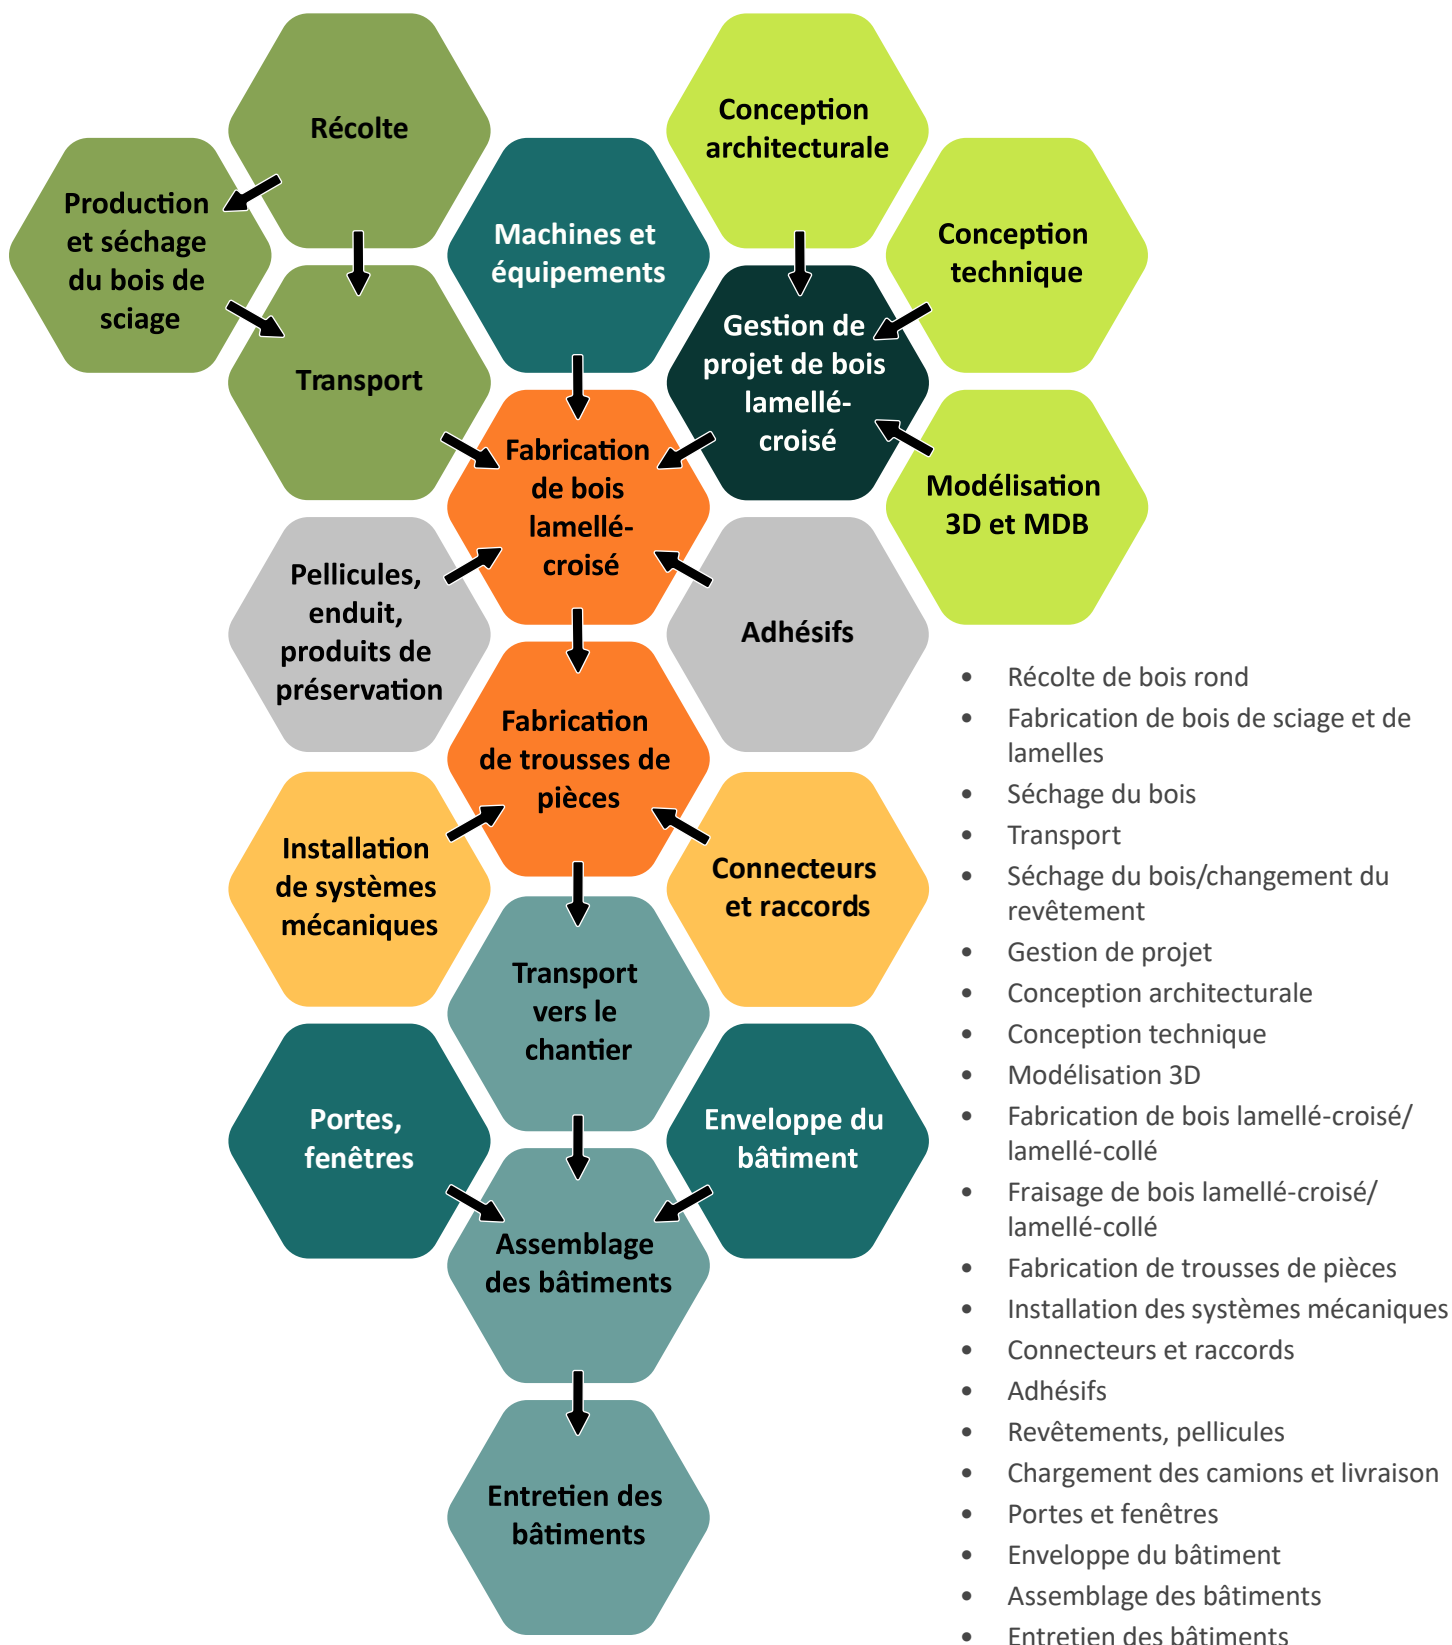 Récolte
Conception
architecturale
Production
et séchage
du bois de
sciage
Machines et
équipements
Conception
technique
Gestion de
projet de bois
lamellé-
croisé
Transport
Fabrication
de bois
lamellé-
croisé
Modélisation
3D et MDB
Pellicules,
enduit,
produits de
préservation
Adhésifs
Fabrication
de trousses de
pièces
Installation
de systèmes
mécaniques
Connecteurs
et raccords
Transport
vers le
chantier
Portes,
fenêtres
Enveloppe du
bâtiment
Assemblage
des bâtiments
Entretien des
bâtiments
• Récolte de bois rond
• Fabrication de bois de sciage et de
lamelles
• Séchage du bois
• Transport
• Séchage du bois/changement du
revêtement
• Gestion de projet
• Conception architecturale
• Conception technique
• Modélisation 3D
• Fabrication de bois lamellé-croisé/
lamellé-collé
• Fraisage de bois lamellé-croisé/
lamellé-collé
• Fabrication de trousses de pièces
• Installation des systèmes mécaniques
• Connecteurs et raccords
• Adhésifs
• Revêtements, pellicules
• Chargement des camions et livraison
• Portes et fenêtres
• Enveloppe du bâtiment
• Assemblage des bâtiments
• Entretien des bâtiments